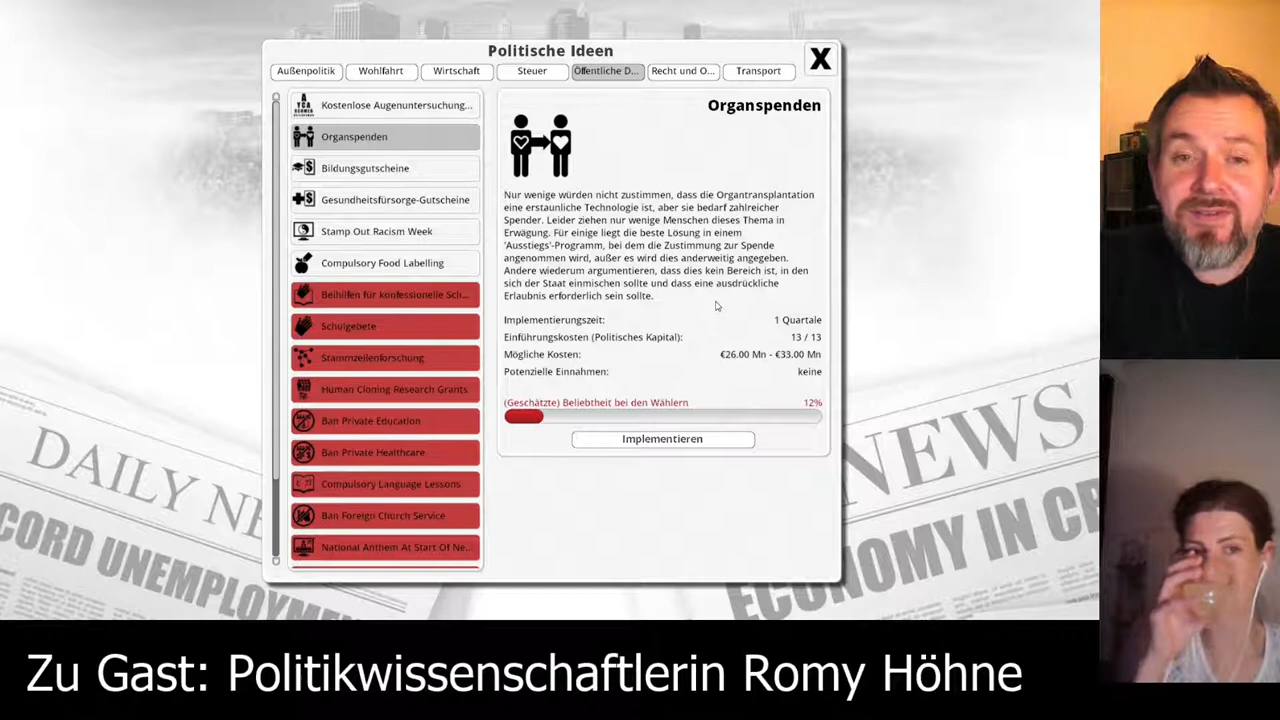 Politische Ideen
X
Außenpolitik
Wohlfahrt
Wirtschaft
Steuer
Öffentliche D...
Recht und O...
Transport
Kostenlose Augenuntersuchung...
Organspenden
Bildungsgutscheine
Gesundheitsfürsorge-Gutscheine
Stamp Out Racism Week
Compulsory Food Labelling
Beihilfen für konfessionelle Sch...
Schulgebete
Stammzellenforschung
Human Cloning Research Grants
Ban Private Education
Ban Private Healthcare
Compulsory Language Lessons
Ban Foreign Church Service
National Anthem At Start Of Ne...
Organspenden
Nur wenige würden nicht zustimmen, dass die Organtransplantation
eine erstaunliche Technologie ist, aber sie bedarf zahlreicher
Spender. Leider ziehen nur wenige Menschen dieses Thema in
Erwägung. Für einige liegt die beste Lösung in einem
'Ausstiegs'-Programm, bei dem die Zustimmung zur Spende
angenommen wird, außer es wird dies anderweitig angegeben.
Andere wiederum argumentieren, dass dies kein Bereich ist, in den
sich der Staat einmischen sollte und dass eine ausdrückliche
Erlaubnis erforderlich sein sollte.
Implementierungszeit: 1 Quartale
Einführungskosten (Politisches Kapital): 13 / 13
Mögliche Kosten: €26.00 Mn - €33.00 Mn
Potenzielle Einnahmen: keine
(Geschätzte) Beliebtheit bei den Wählern 12%
Implementieren
DAILY NE
CORD UNEMPLOYME
NEWS
ECONOMY IN CR
Zu Gast: Politikwissenschaftlerin Romy Höhne